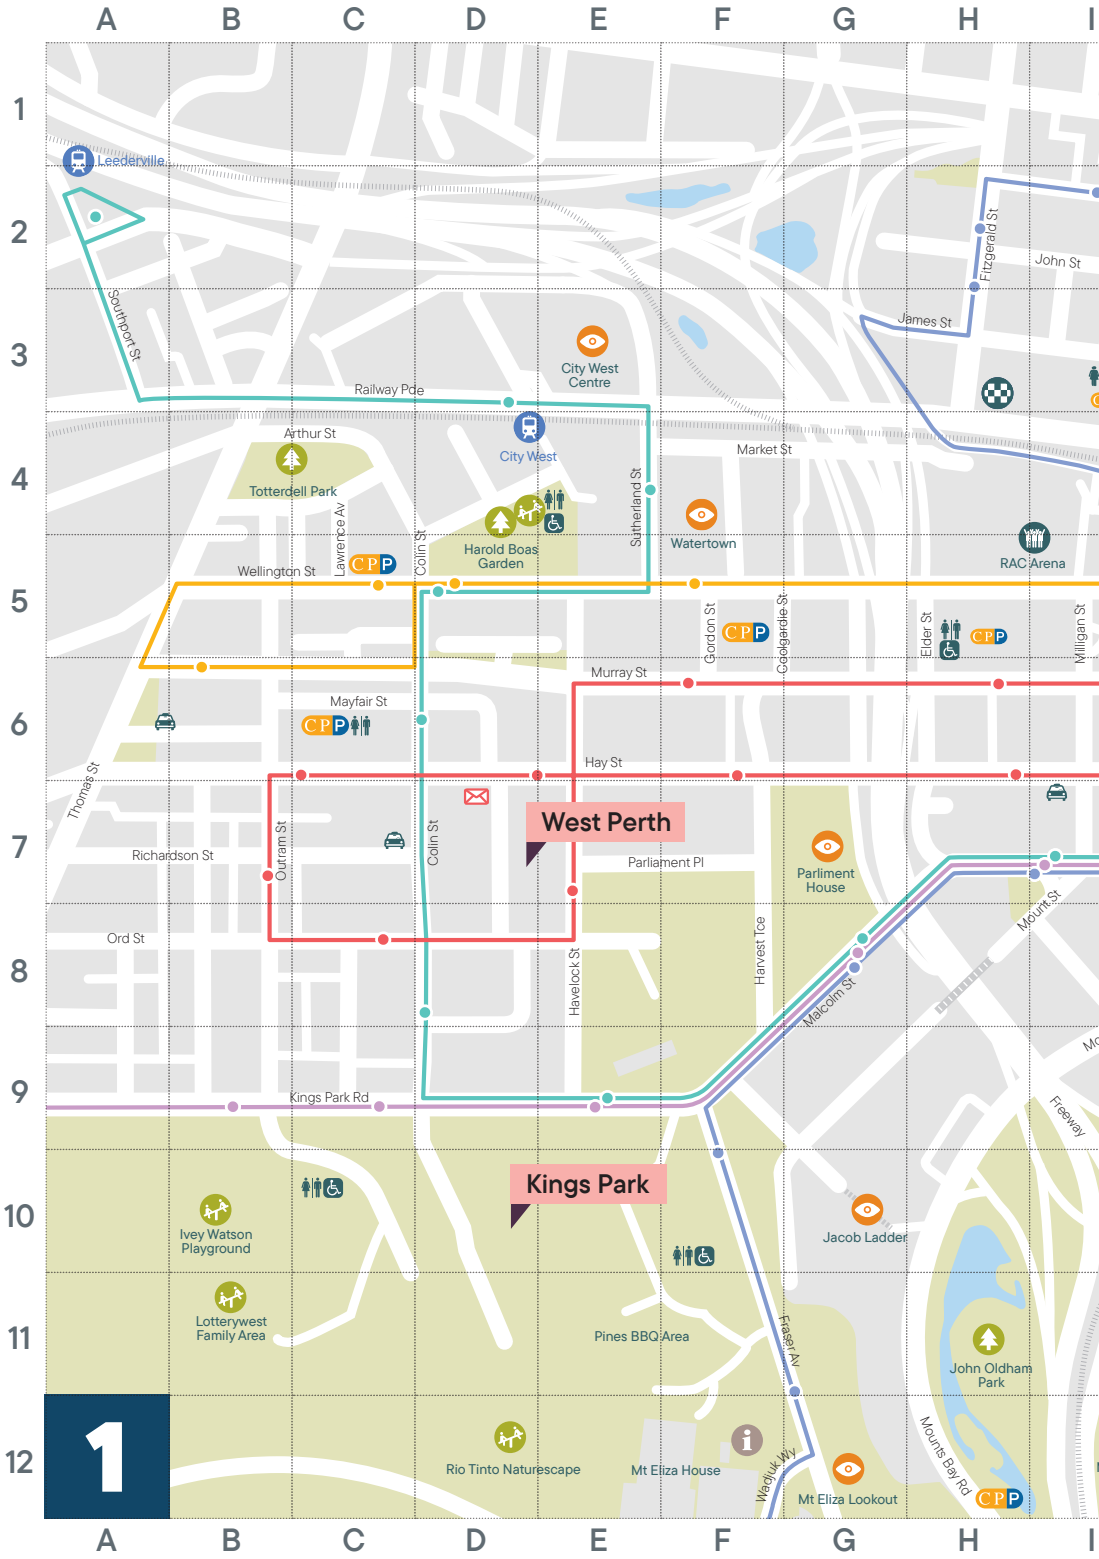 A B C D E F G H I
1
Leederville
2
Fitzgerald St
John St
Southport St
James St
3
City West
Centre
Railway Pde
Arthur St
City West
Market St
4
Totterdell Park
Lawrence Av
Colin St
Sutherland St
Harold Boas
Garden
Watertown
RAC Arena
C P P
Wellington St
5
Gordon St
C P P
Coolgardie St
Elder St
C P P
Milligan St
Murray St
Mayfair St
6
C P P
Hay St
Thomas St
West Perth
7
Richardson St
Outram St
Colin St
Parliament Pl
Parliment
House
Mount St
Ord St
8
Havelock St
Harvest Tce
Malcolm St
9
Kings Park Rd
Freeway
Kings Park
10
Ivey Watson
Playground
Jacob Ladder
Lotterywest
Family Area
11
Pines BBQ Area
Fraser Av
John Oldham
Park
1
12
Rio Tinto Naturescape
Mt Eliza House
i
Wadjuk Wy
Mt Eliza Lookout
Mounts Bay Rd
C P P
A B C D E F G H I